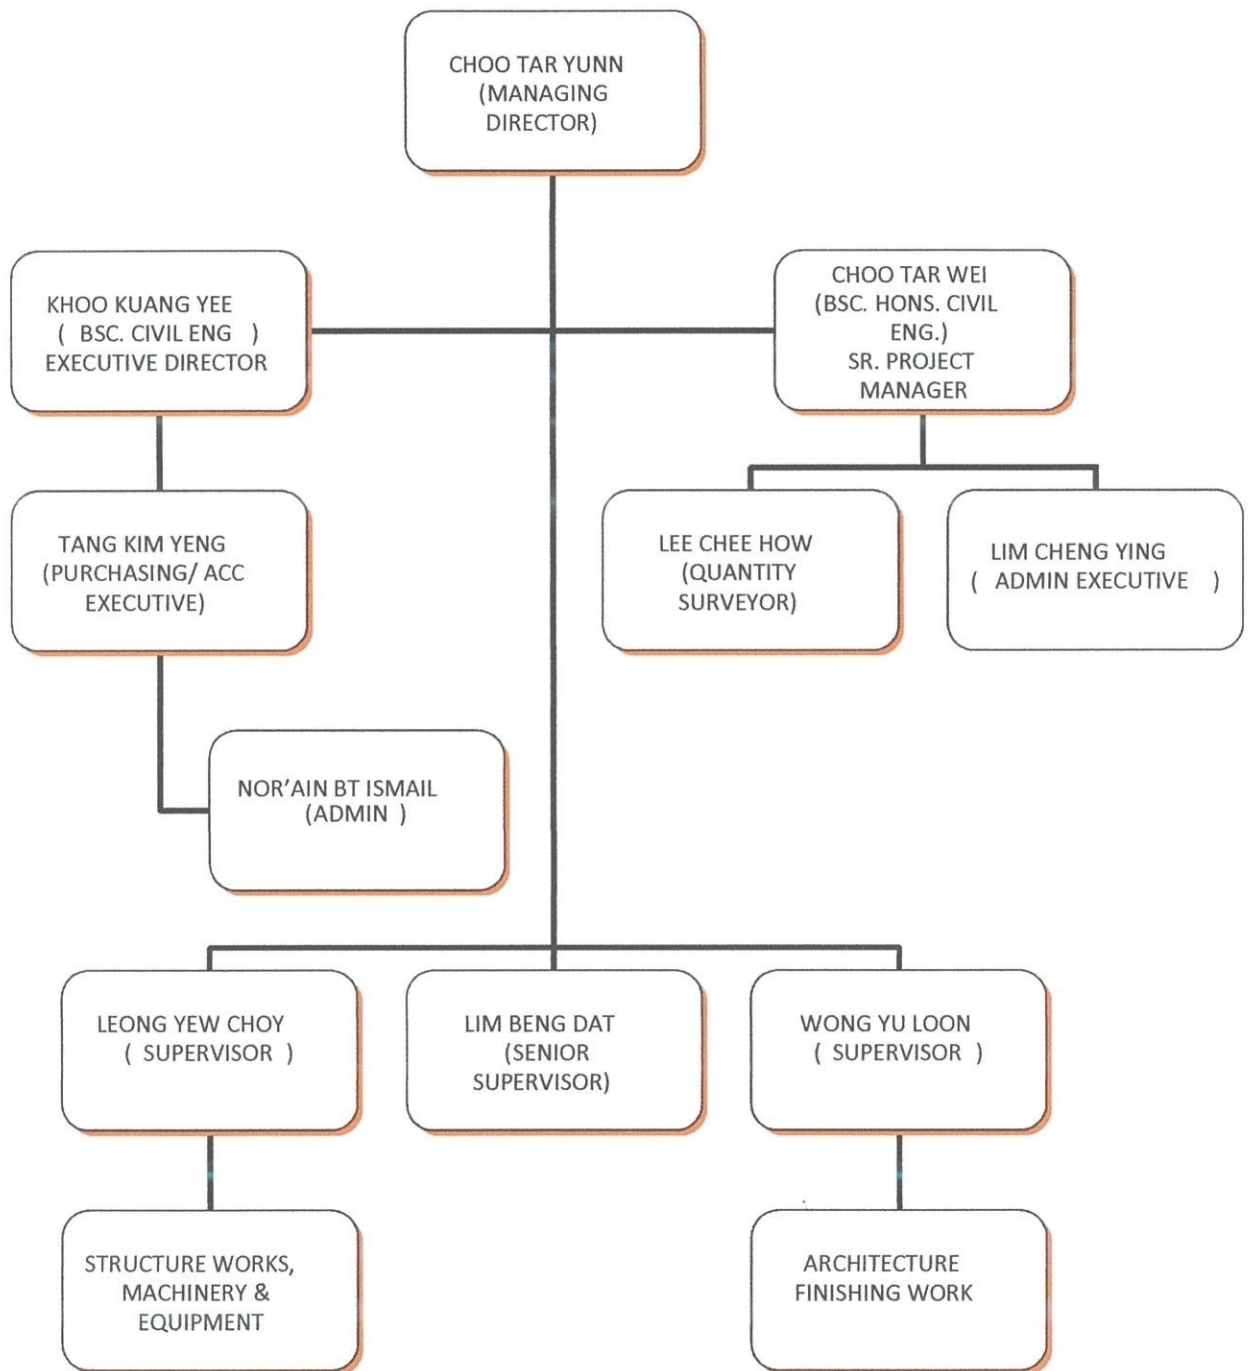 CHOO TAR YUNN
(MANAGING
DIRECTOR)
KHOO KUANG YEE
( BSC. CIVIL ENG )
EXECUTIVE DIRECTOR
CHOO TAR WEI
(BSC. HONS. CIVIL
ENG.)
SR. PROJECT
MANAGER
TANG KIM YENG
(PURCHASING/ ACC
EXECUTIVE)
LEE CHEE HOW
(QUANTITY
SURVEYOR)
LIM CHENG YING
( ADMIN EXECUTIVE )
NOR’AIN BT ISMAIL
(ADMIN )
LEONG YEW CHOY
( SUPERVISOR )
LIM BENG DAT
(SENIOR
SUPERVISOR)
WONG YU LOON
( SUPERVISOR )
STRUCTURE WORKS,
MACHINERY &
EQUIPMENT
ARCHITECTURE
FINISHING WORK